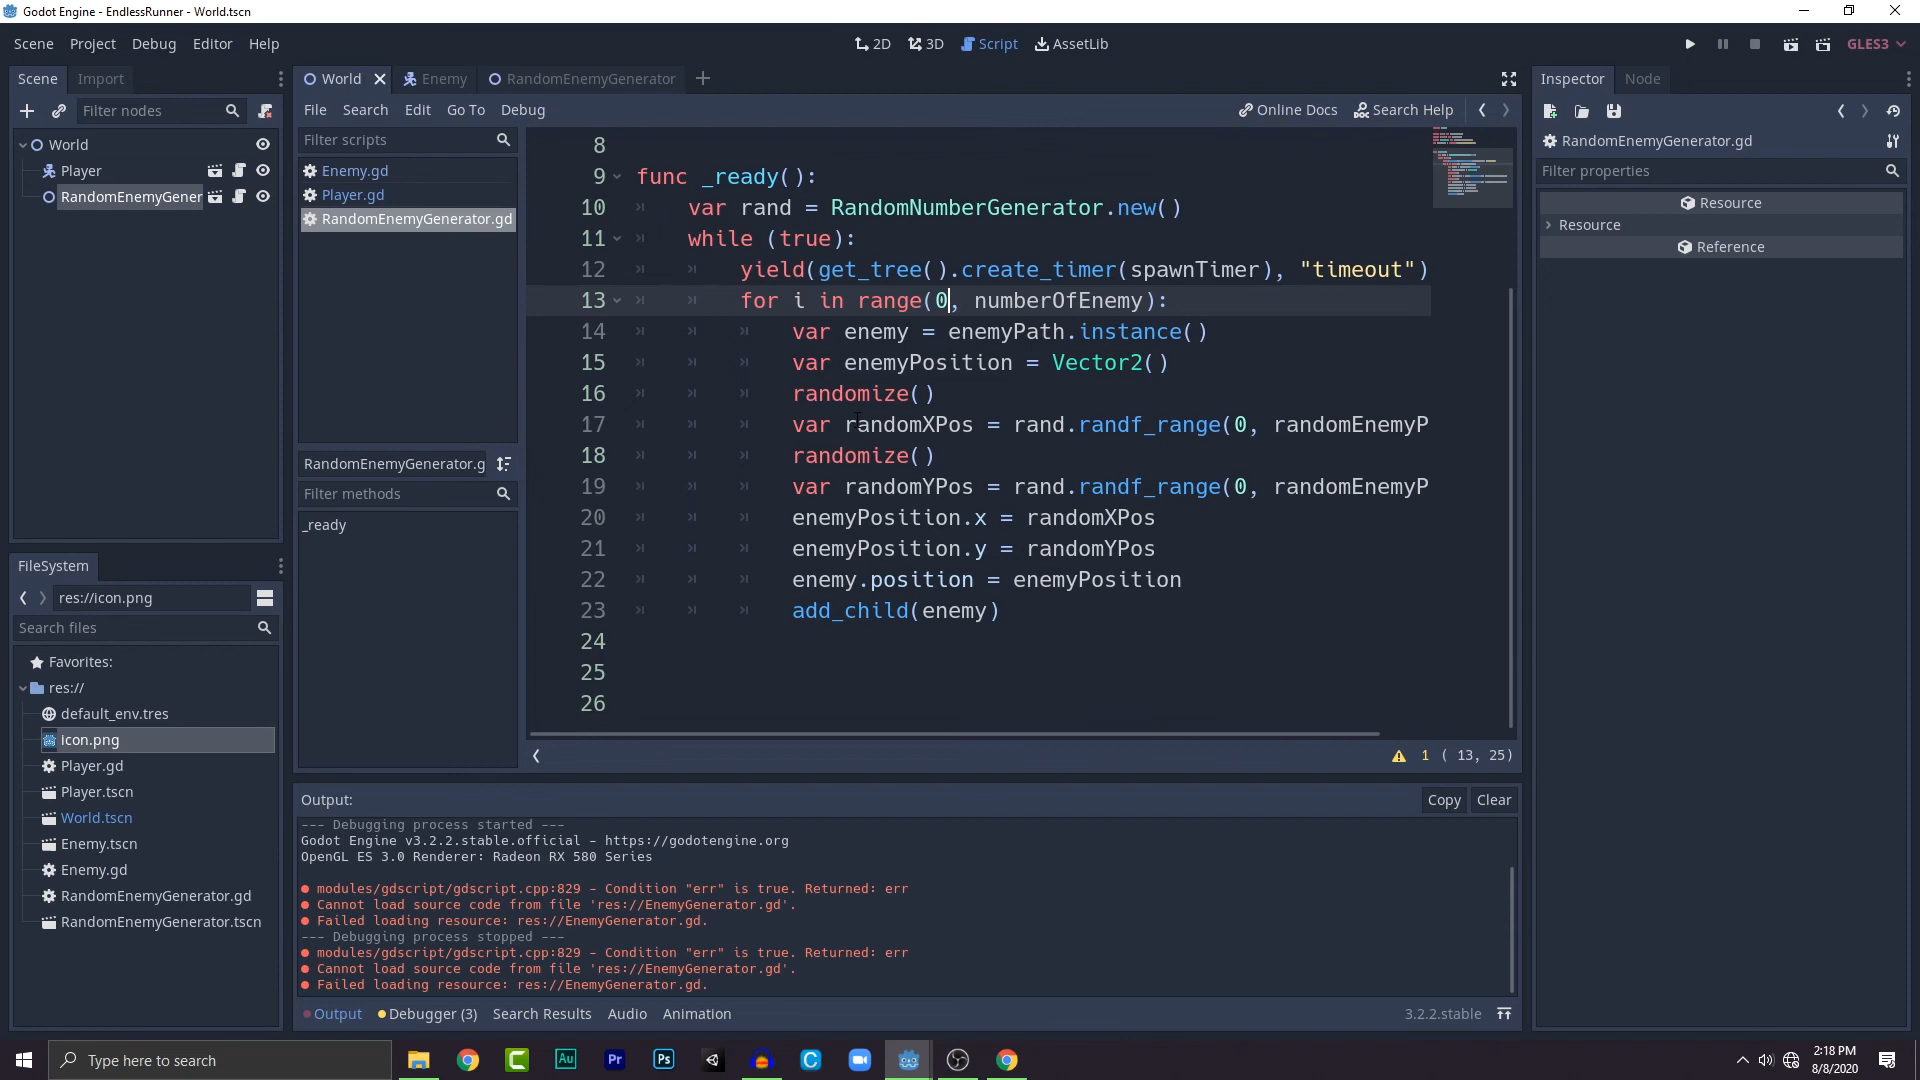 Godot Engine - EndlessRunner - World.tscn
Scene Project Debug Editor Help
2D 3D Script AssetLib
GLES3
Scene Import
Filter nodes
World
Player
RandomEnemyGener
FileSystem
res://icon.png
Search files
Favorites:
res://
default_env.tres
icon.png
Player.gd
Player.tscn
World.tscn
Enemy.tscn
Enemy.gd
RandomEnemyGenerator.gd
RandomEnemyGenerator.tscn
World Enemy RandomEnemyGenerator
File Search Edit Go To Debug
Online Docs Search Help
Filter scripts
Enemy.gd
Player.gd
RandomEnemyGenerator.gd
RandomEnemyGenerator.g
Filter methods
_ready
8
9 func _ready():
10 var rand = RandomNumberGenerator.new()
11 while (true):
12 yield(get_tree().create_timer(spawnTimer), "timeout")
13 for i in range(0, numberOfEnemy):
14 var enemy = enemyPath.instance()
15 var enemyPosition = Vector2()
16 randomize()
17 var randomXPos = rand.randf_range(0, randomEnemyP
18 randomize()
19 var randomYPos = rand.randf_range(0, randomEnemyP
20 enemyPosition.x = randomXPos
21 enemyPosition.y = randomYPos
22 enemy.position = enemyPosition
23 add_child(enemy)
24
25
26
1 ( 13, 25)
Output:
Copy Clear
--- Debugging process started ---
Godot Engine v3.2.2.stable.official - https://godotengine.org
OpenGL ES 3.0 Renderer: Radeon RX 580 Series
modules/gdscript/gdscript.cpp:829 - Condition "err" is true. Returned: err
Cannot load source code from file 'res://EnemyGenerator.gd'.
Failed loading resource: res://EnemyGenerator.gd.
--- Debugging process stopped ---
modules/gdscript/gdscript.cpp:829 - Condition "err" is true. Returned: err
Cannot load source code from file 'res://EnemyGenerator.gd'.
Failed loading resource: res://EnemyGenerator.gd.
Output Debugger (3) Search Results Audio Animation
3.2.2.stable
Inspector Node
RandomEnemyGenerator.gd
Filter properties
Resource
Resource
Reference
Type here to search
Au Pr Ps
2:18 PM
8/8/2020